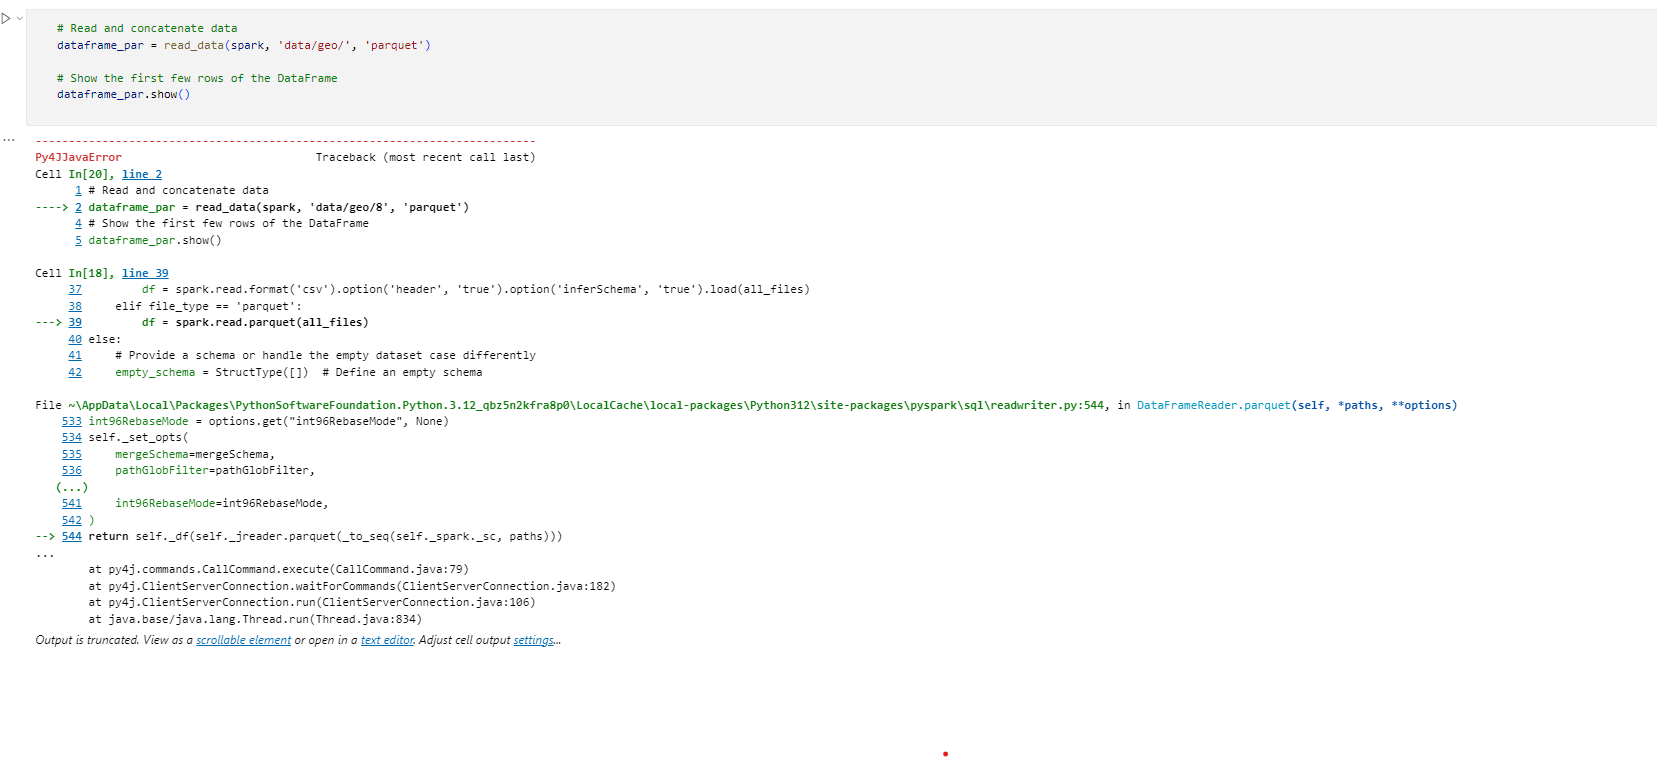 # Read and concatenate data
dataframe_par = read_data(spark, 'data/geo/', 'parquet')
# Show the first few rows of the DataFrame
dataframe_par.show()
...
---------------------------------------------------------------------------
Py4JJavaError                             Traceback (most recent call last)
Cell In[20], line 2
      1 # Read and concatenate data
----> 2 dataframe_par = read_data(spark, 'data/geo/8', 'parquet')
      4 # Show the first few rows of the DataFrame
      5 dataframe_par.show()
Cell In[18], line 39
     37         df = spark.read.format('csv').option('header', 'true').option('inferSchema', 'true').load(all_files)
     38     elif file_type == 'parquet':
---> 39         df = spark.read.parquet(all_files)
     40 else:
     41     # Provide a schema or handle the empty dataset case differently
     42     empty_schema = StructType([])  # Define an empty schema
File ~\AppData\Local\Packages\PythonSoftwareFoundation.Python.3.12_qbz5n2kfra8p0\LocalCache\local-packages\Python312\site-packages\pyspark\sql\readwriter.py:544, in DataFrameReader.parquet(self, *paths, **options)
    533 int96RebaseMode = options.get("int96RebaseMode", None)
    534 self._set_opts(
    535     mergeSchema=mergeSchema,
    536     pathGlobFilter=pathGlobFilter,
   (...)
    541     int96RebaseMode=int96RebaseMode,
    542 )
--> 544 return self._df(self._jreader.parquet(_to_seq(self._spark._sc, paths)))
...
        at py4j.commands.CallCommand.execute(CallCommand.java:79)
        at py4j.ClientServerConnection.waitForCommands(ClientServerConnection.java:182)
        at py4j.ClientServerConnection.run(ClientServerConnection.java:106)
        at java.base/java.lang.Thread.run(Thread.java:834)
Output is truncated. View as a scrollable element or open in a text editor. Adjust cell output settings...